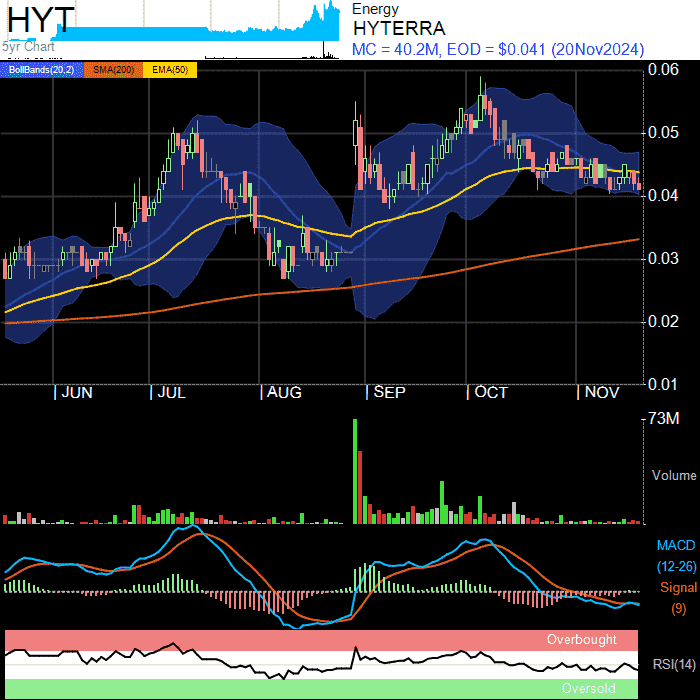 HYT
5yr Chart
Energy
HYTERRA
MC = 40.2M, EOD = $0.041 (20Nov2024)
BollBands(20,2) SMA(200) EMA(50)
0.06
0.05
0.04
0.03
0.02
0.01
JUN JUL AUG SEP OCT NOV
73M
Volume
MACD
(12-26)
Signal
(9)
Overbought
RSI(14)
Oversold